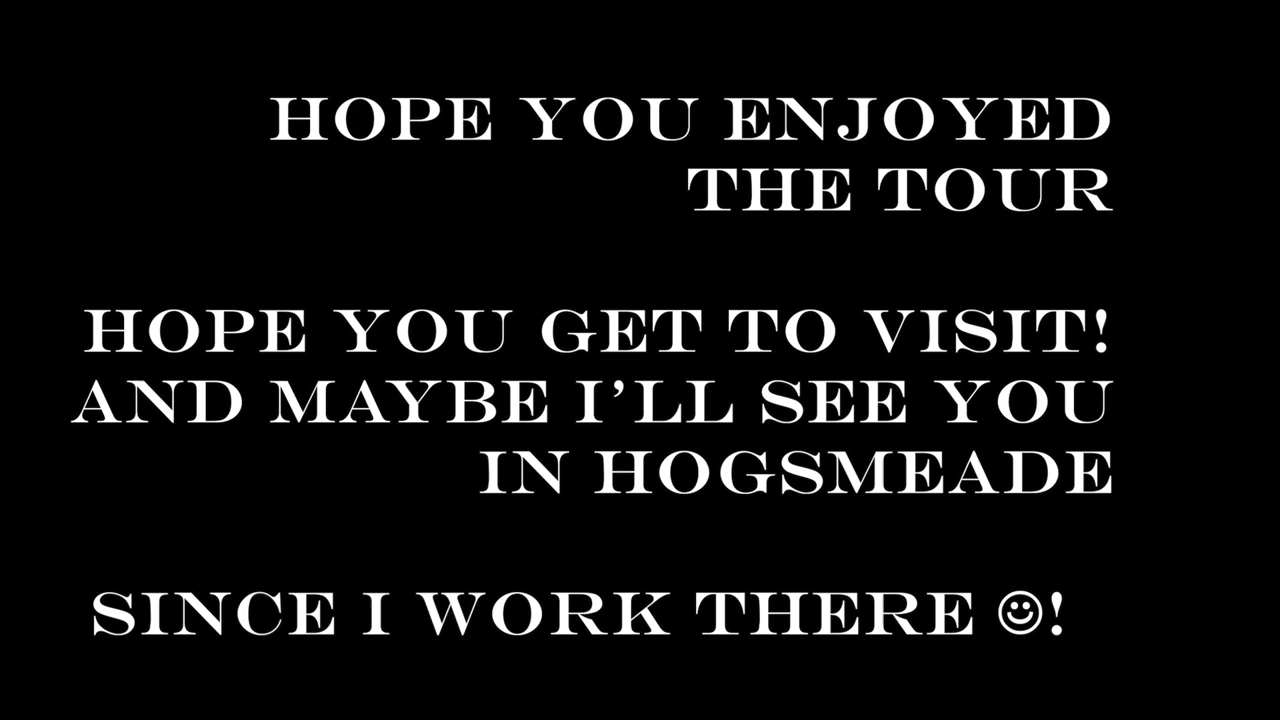 HOPE YOU ENJOYED
THE TOUR
HOPE YOU GET TO VISIT!
AND MAYBE I’LL SEE YOU
IN HOGSMEADE
SINCE I WORK THERE ☺!